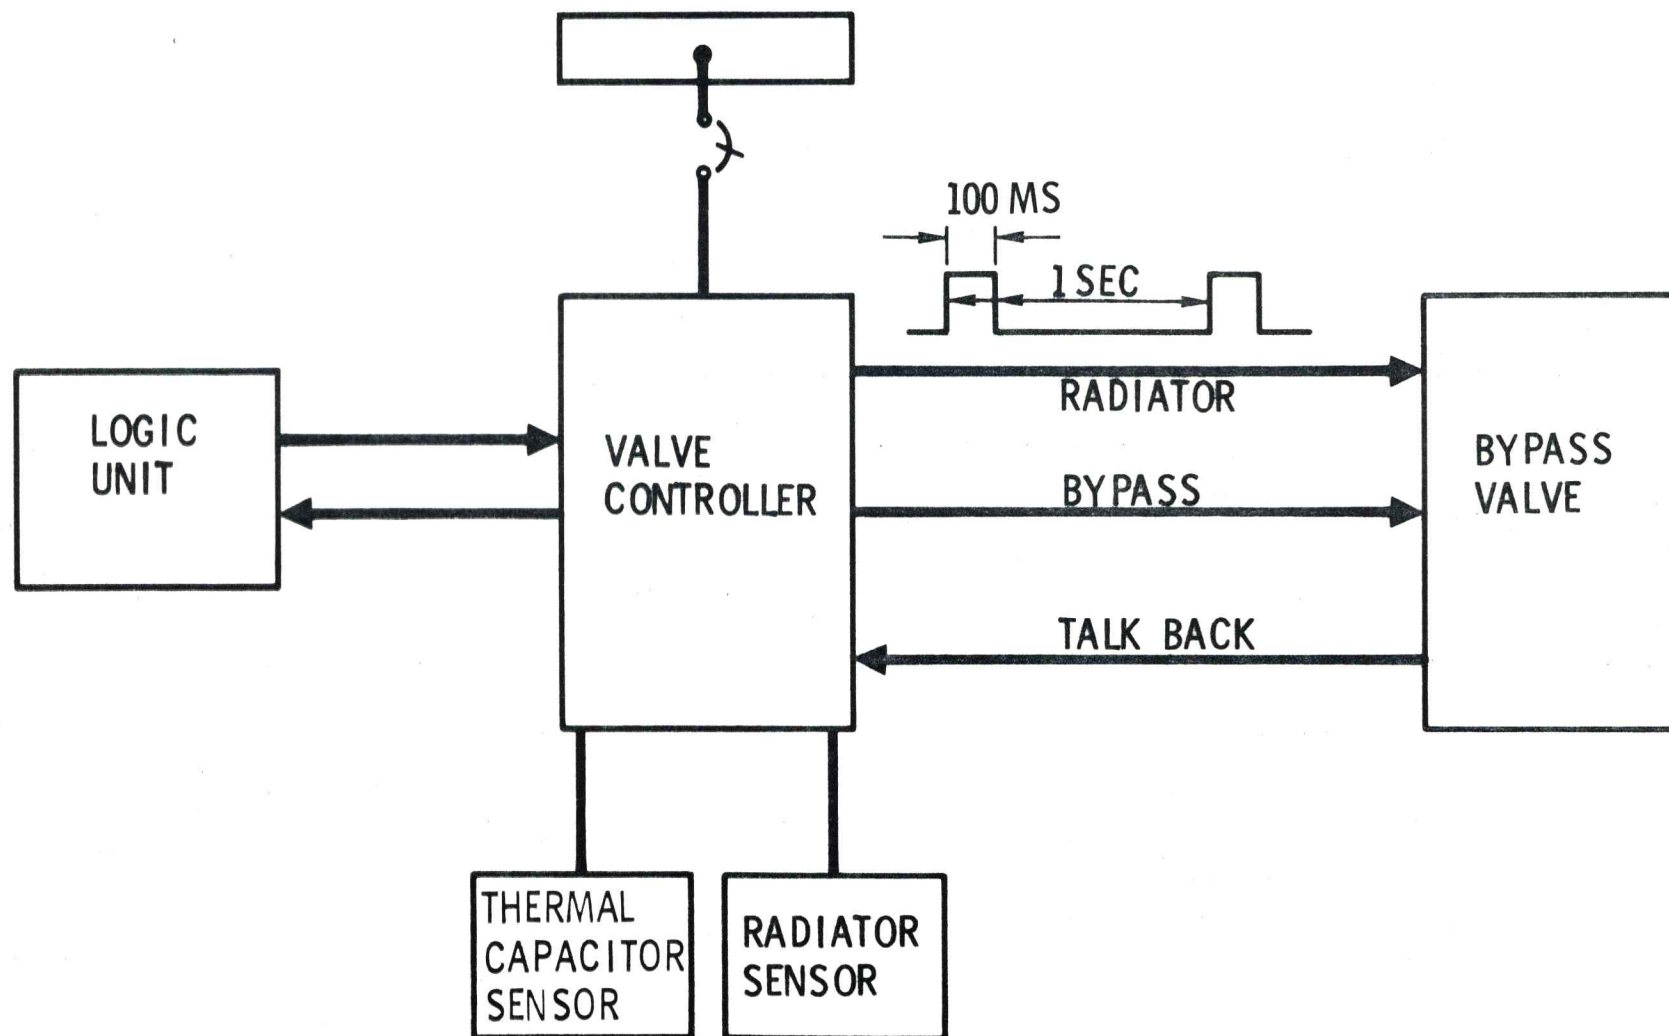 100 MS
1 SEC
LOGIC
UNIT
VALVE
CONTROLLER
RADIATOR
BYPASS
TALK BACK
BYPASS
VALVE
THERMAL
CAPACITOR
SENSOR
RADIATOR
SENSOR